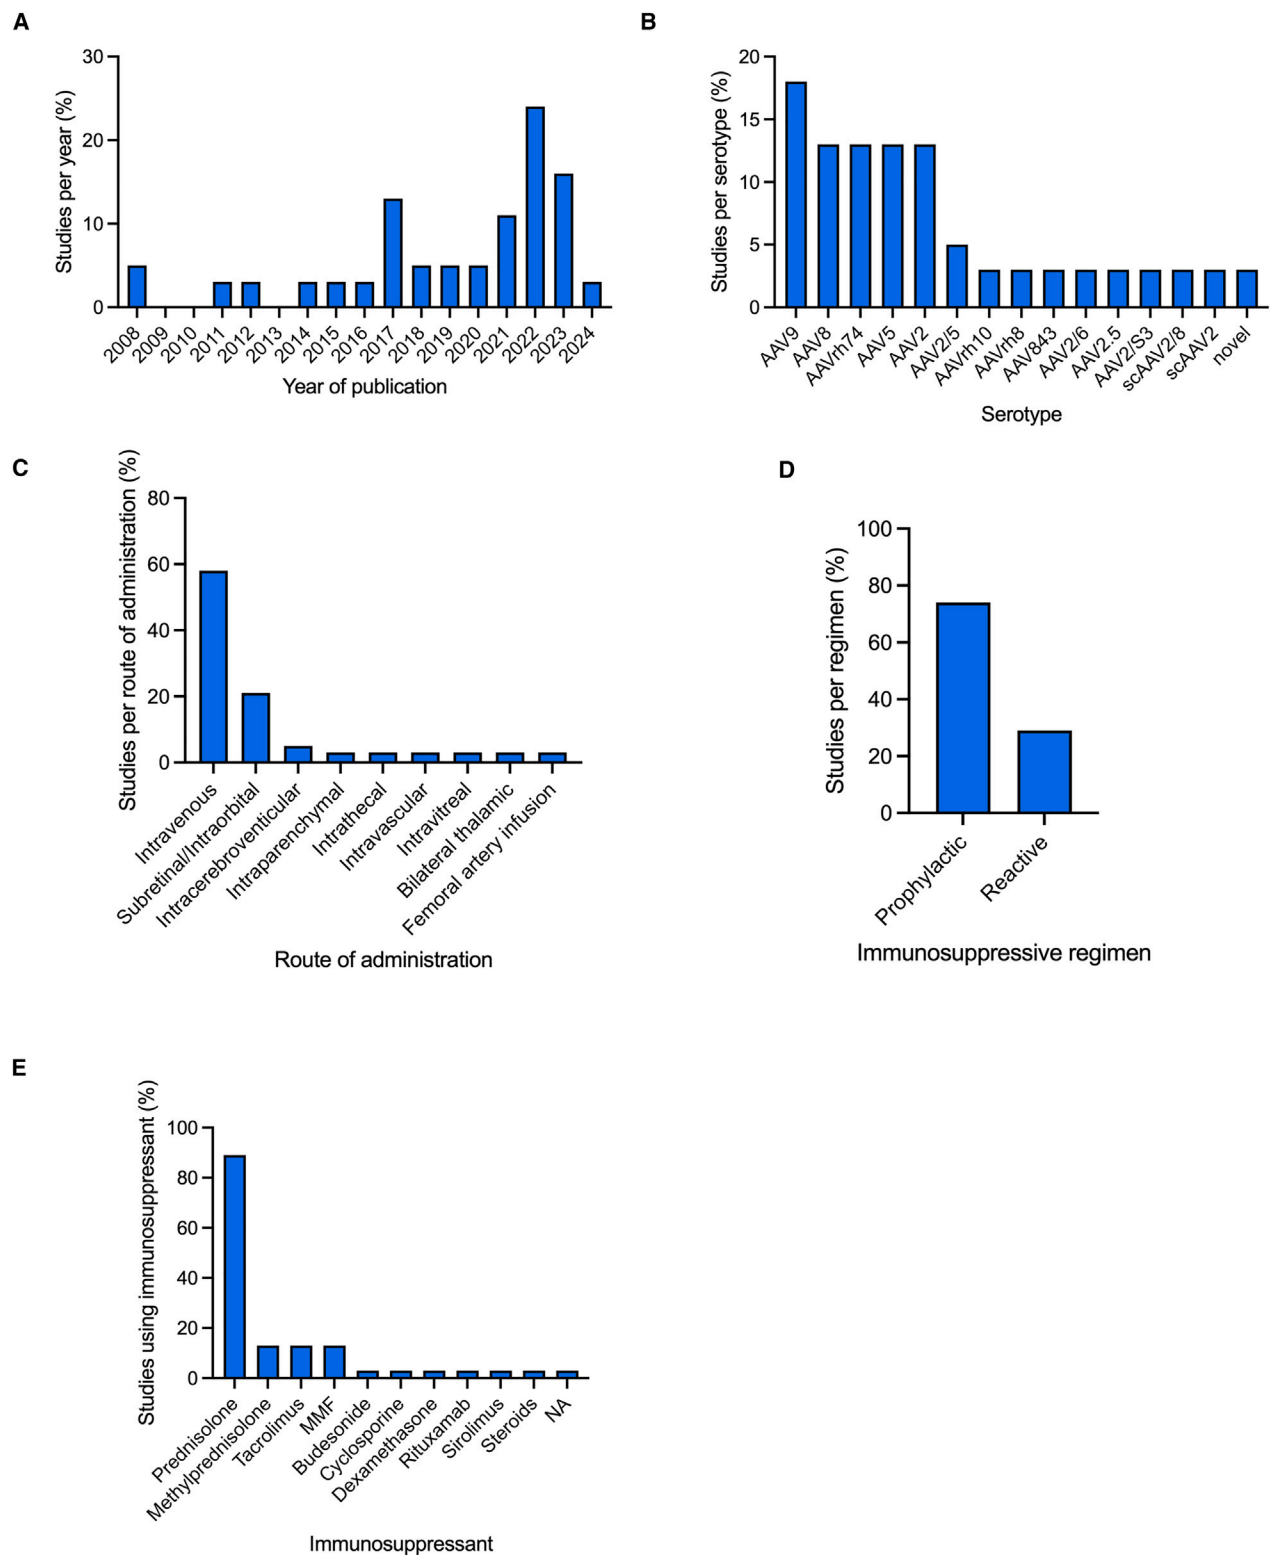 A
Studies per year (%)
30
20
10
0
2008
2009
2010
2011
2012
2013
2014
2015
2016
2017
2018
2019
2020
2021
2022
2023
2024
Year of publication
B
Studies per serotype (%)
20
15
10
5
0
AAV9
AAV8
AAVrh74
AAV5
AAV2
AAV2/5
AAVrh10
AAVrh8
AAV843
AAV2/6
AAV2.5
AAV2/S3
scAAV2/8
scAAV2
novel
Serotype
C
Studies per route of administration (%)
80
60
40
20
0
Intravenous
Subretinal/Intraorbital
Intracerebroventicular
Intraparenchymal
Intrathecal
Intravascular
Intravitreal
Bilateral thalamic
Femoral artery infusion
Route of administration
D
Studies per regimen (%)
100
80
60
40
20
0
Prophylactic
Reactive
Immunosuppressive regimen
E
Studies using immunosuppressant (%)
100
80
60
40
20
0
Prednisolone
Methylprednisolone
Tacrolimus
MMF
Budesonide
Cyclosporine
Dexamethasone
Rituxamab
Sirolimus
Steroids
NA
Immunosuppressant